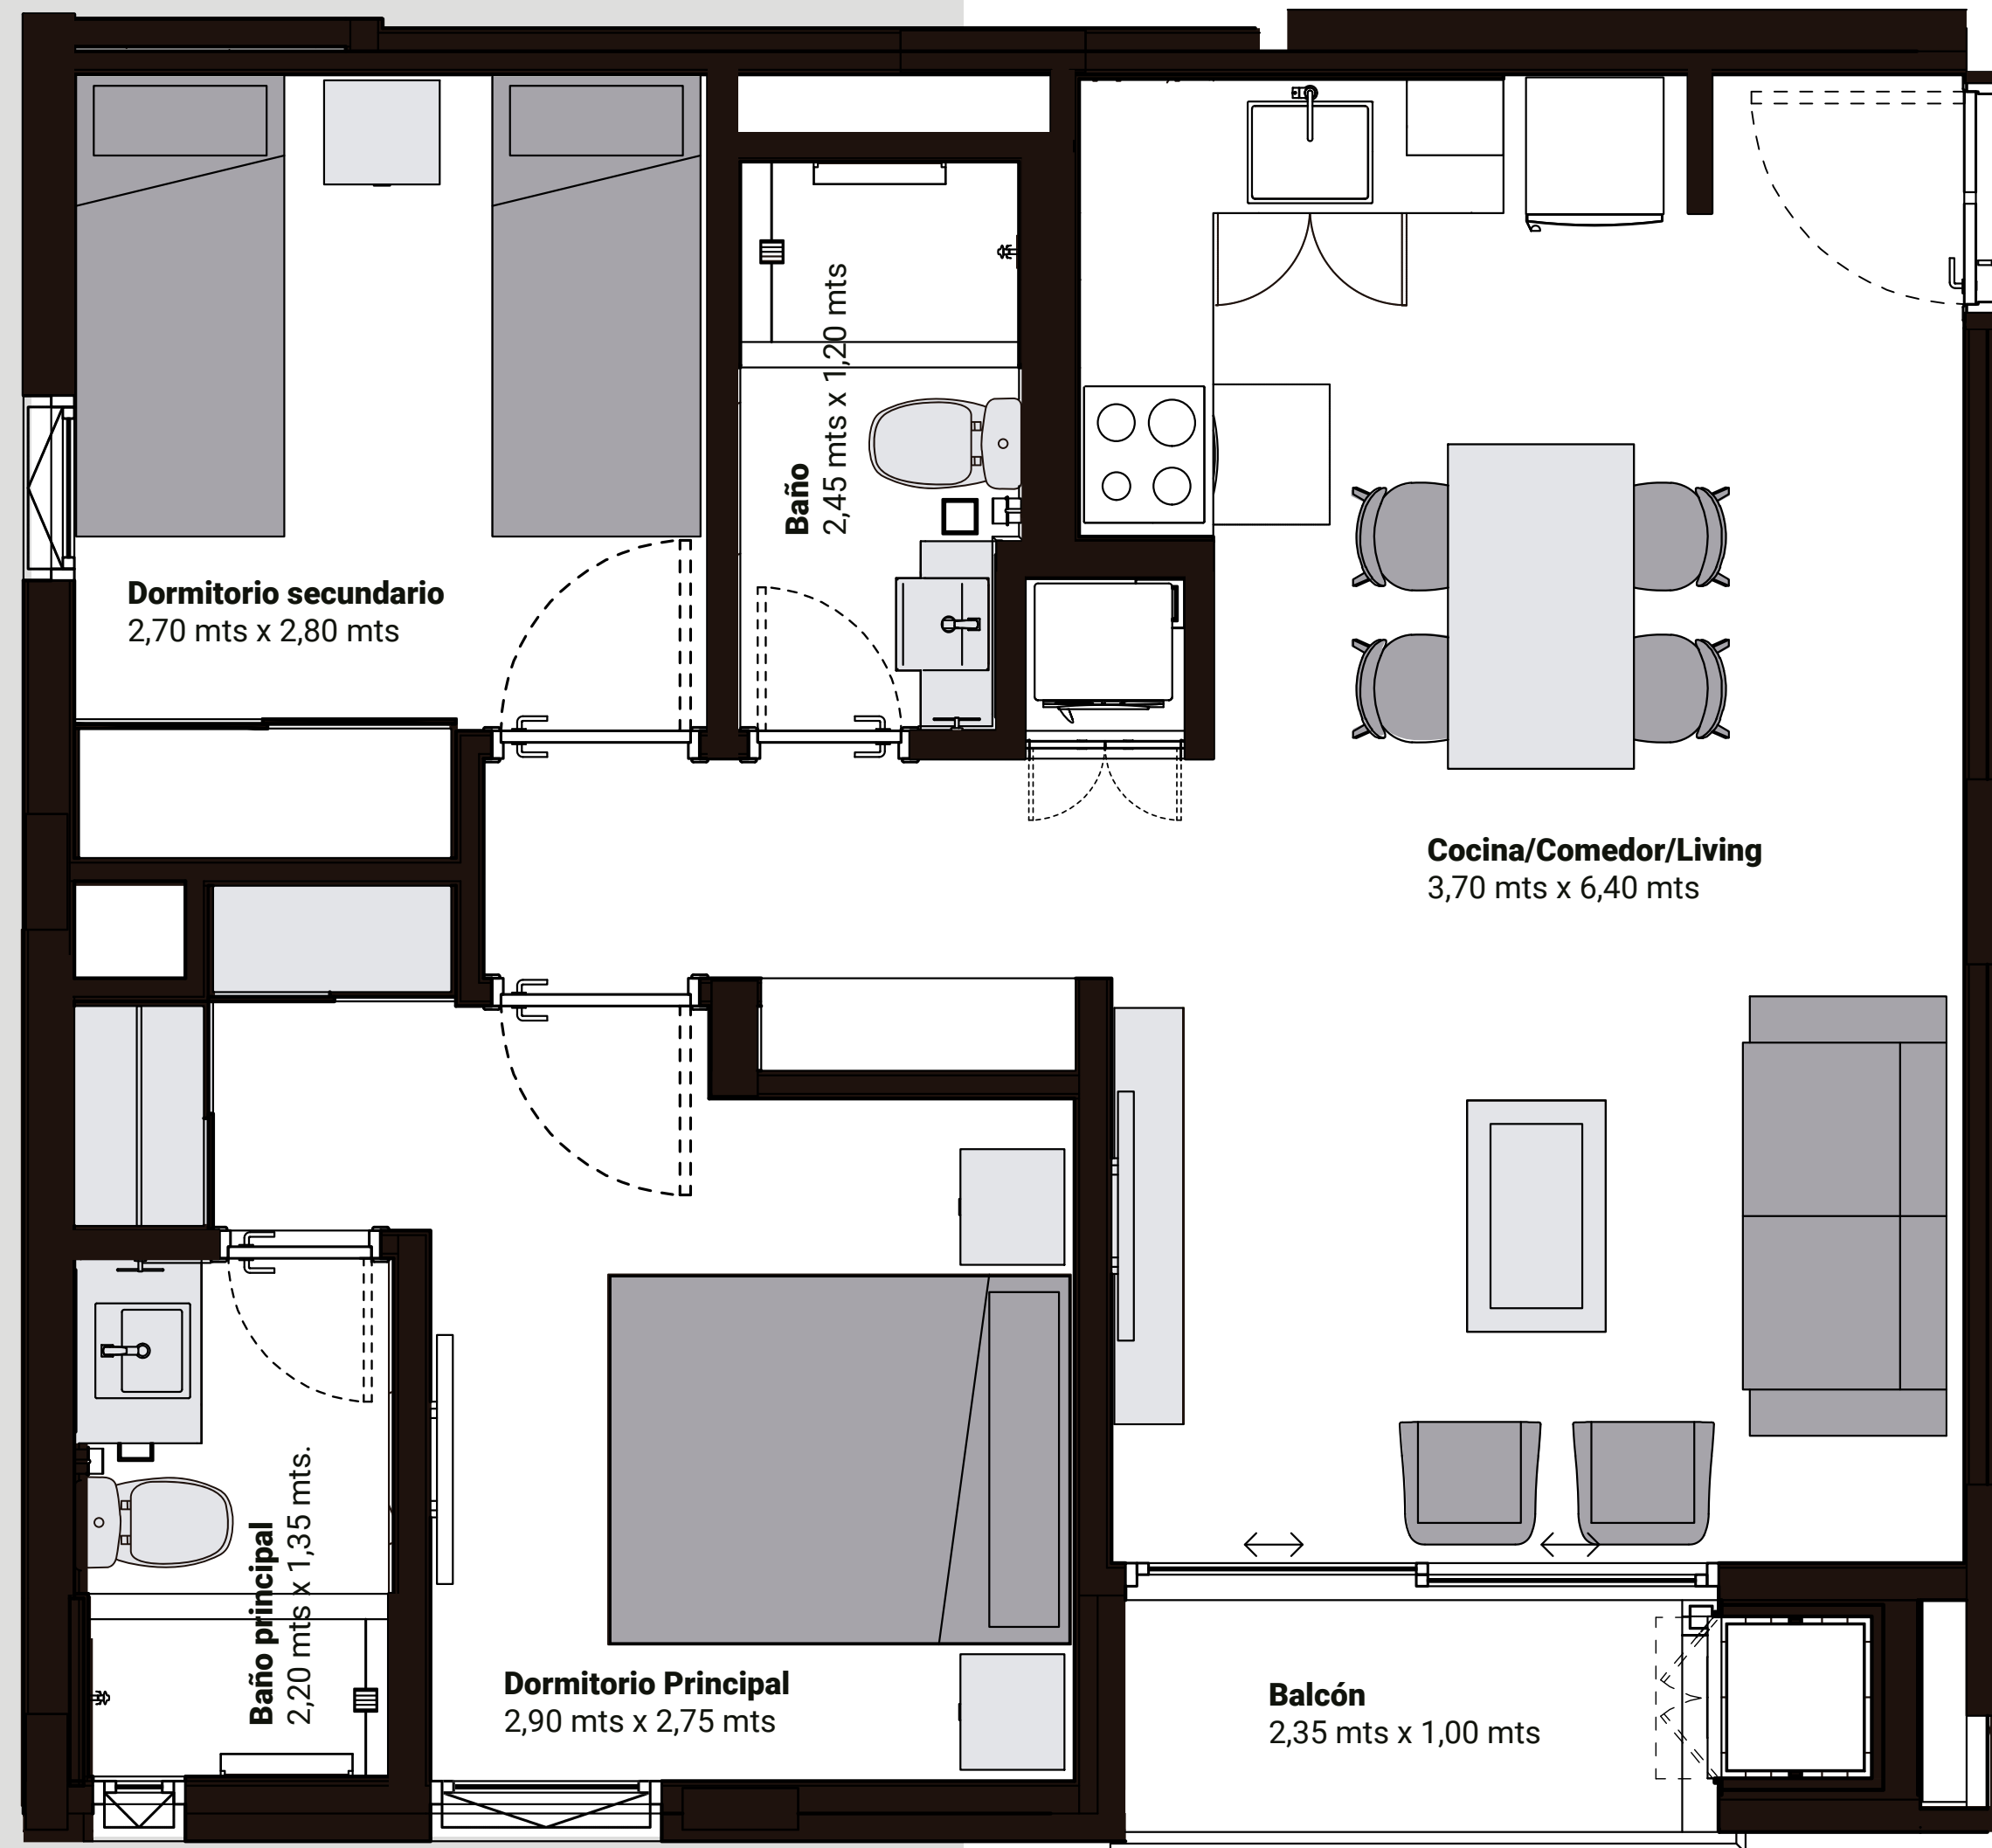 Baño
2,45 mts x 1,20 mts
Dormitorio secundario
2,70 mts x 2,80 mts
Cocina/Comedor/Living
3,70 mts x 6,40 mts
Baño principal
2,20 mts x 1,35 mts.
Dormitorio Principal
2,90 mts x 2,75 mts
Balcón
2,35 mts x 1,00 mts